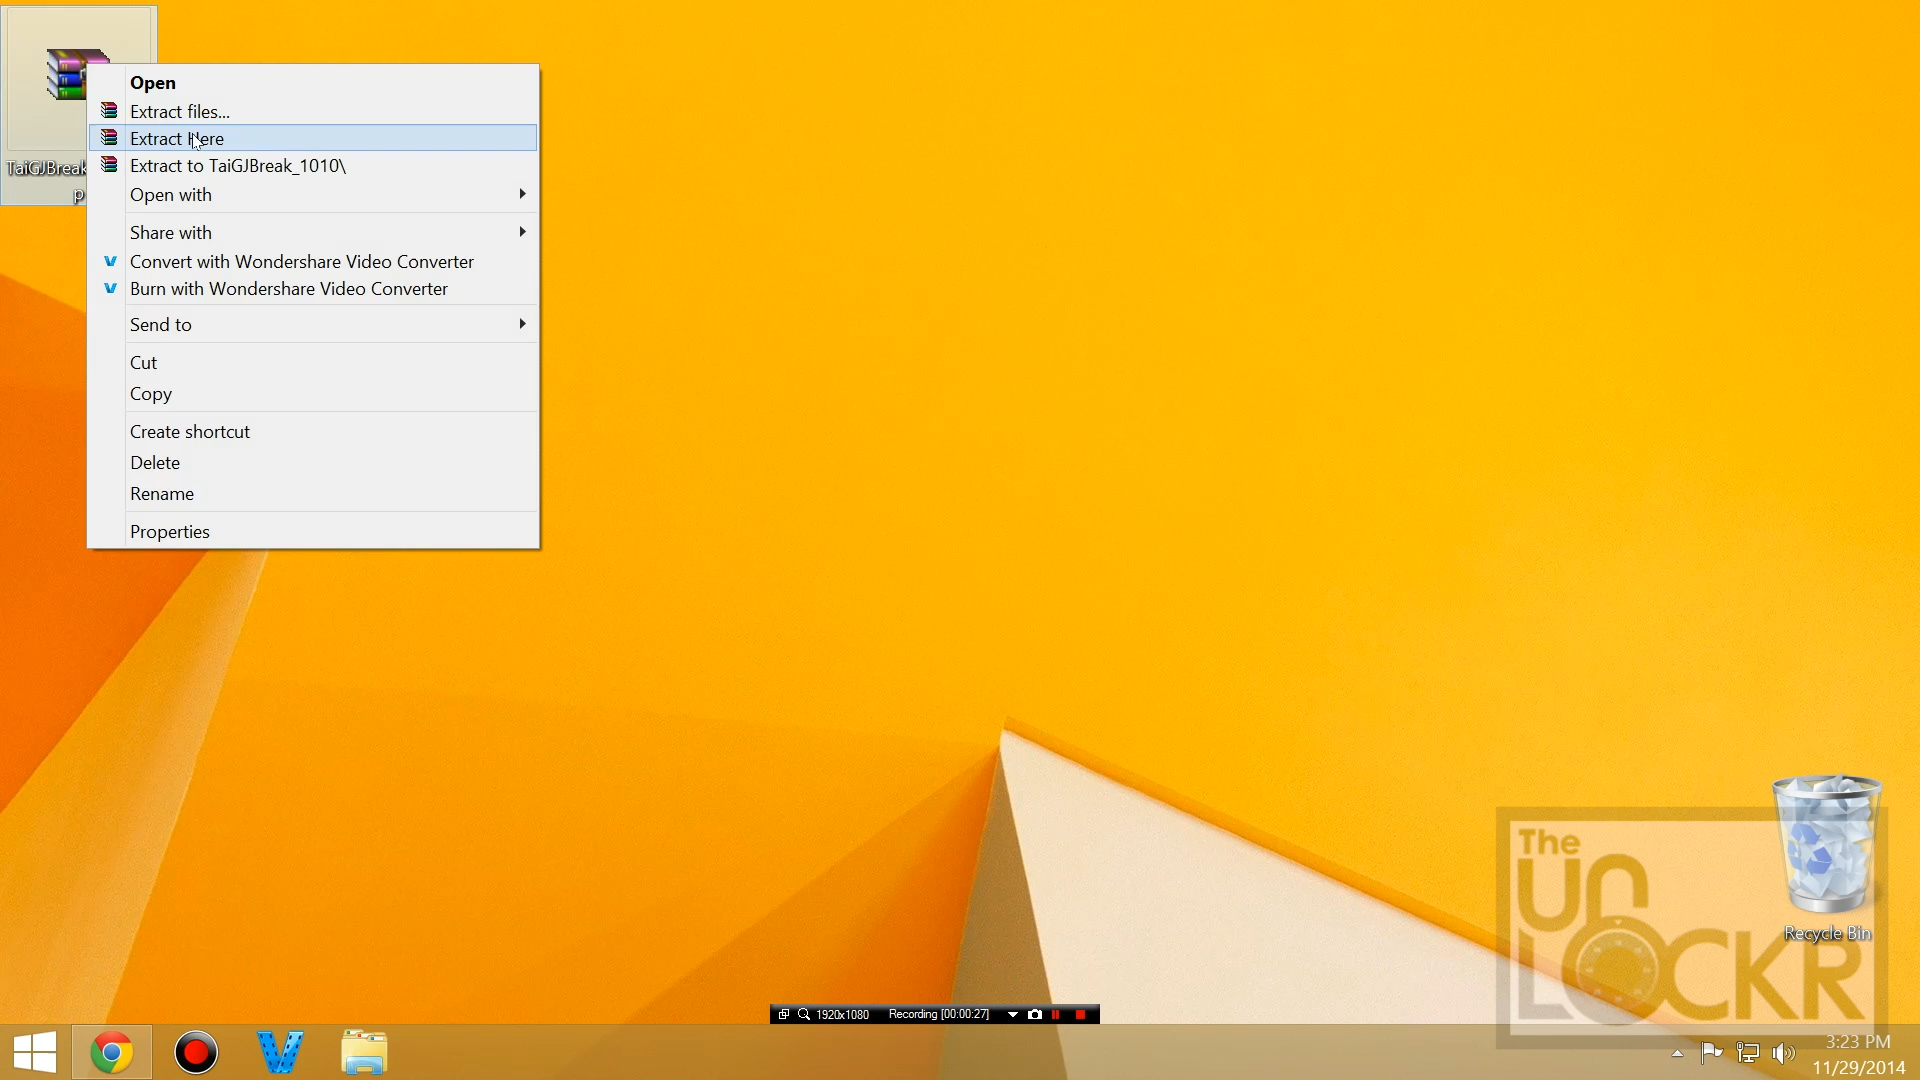 Open
Extract files...
Extract Here
Extract to TaiGJBreak_1010\
Open with
Share with
Convert with Wondershare Video Converter
Burn with Wondershare Video Converter
Send to
Cut
Copy
Create shortcut
Delete
Rename
Properties
TaiGJBreak
p
The
UNLOCKR
Recycle Bin
1920x1080 Recording [00:00:27]
3:23 PM
11/29/2014